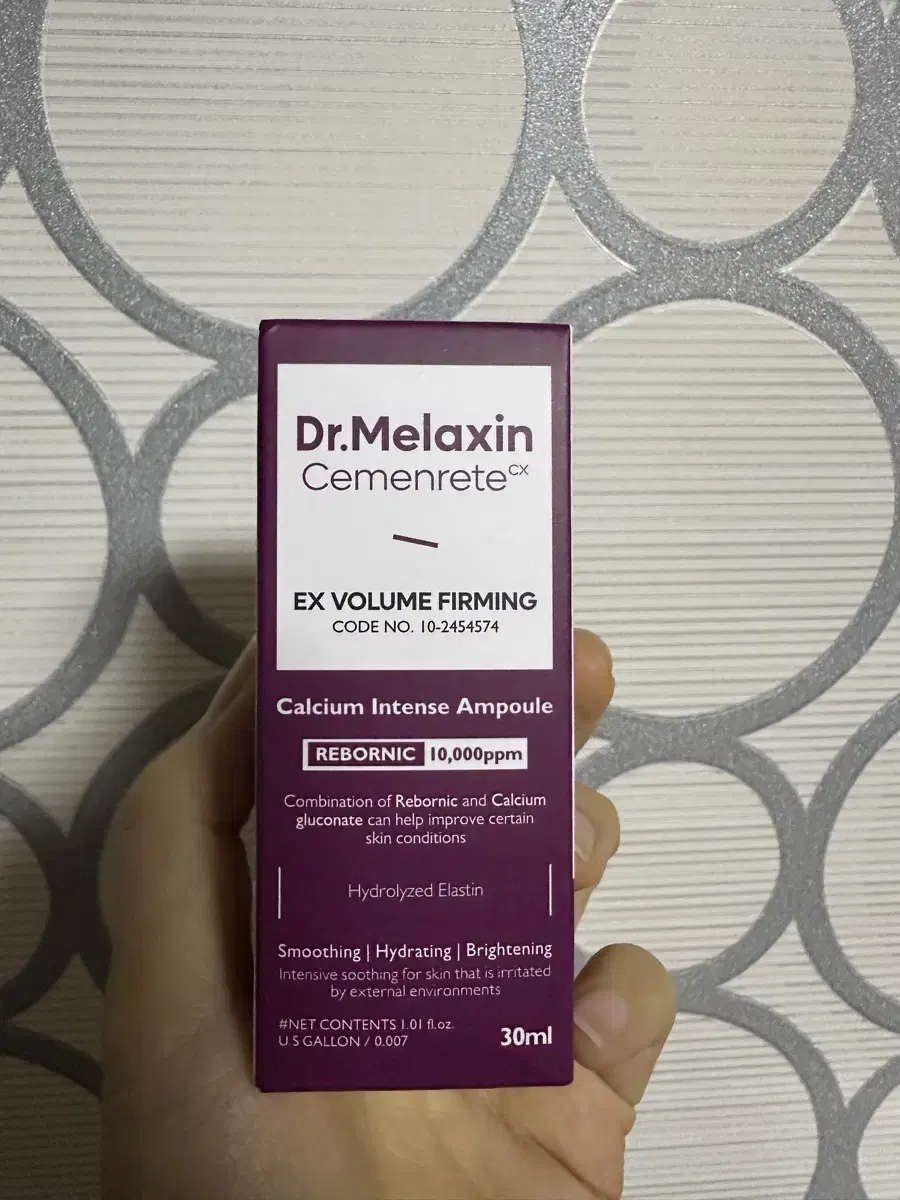 Dr.Melaxin
Cemenrete^CX
EX VOLUME FIRMING
CODE NO. 10-2454574
Calcium Intense Ampoule
REBORNIC 10,000ppm
Combination of Rebornic and Calcium
gluconate can help improve certain
skin conditions
Hydrolyzed Elastin
Smoothing | Hydrating | Brightening
Intensive soothing for skin that is irritated
by external environments
#NET CONTENTS 1.01 fl.oz.
U.S GALLON / 0.007
30ml